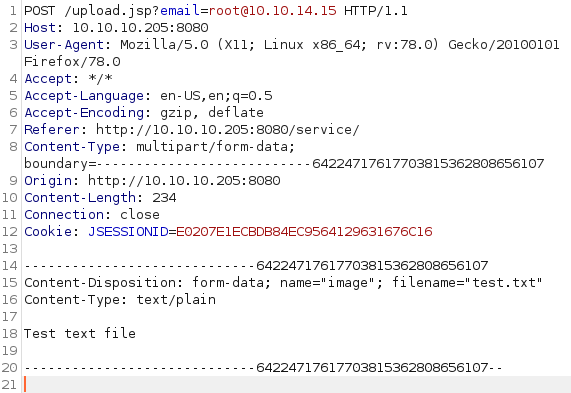 1 POST /upload.jsp?email=root@10.10.14.15 HTTP/1.1
2 Host: 10.10.10.205:8080
3 User-Agent: Mozilla/5.0 (X11; Linux x86_64; rv:78.0) Gecko/20100101
Firefox/78.0
4 Accept: */*
5 Accept-Language: en-US,en;q=0.5
6 Accept-Encoding: gzip, deflate
7 Referer: http://10.10.10.205:8080/service/
8 Content-Type: multipart/form-data;
boundary=---------------------------64224717617703815362808656107
9 Origin: http://10.10.10.205:8080
10 Content-Length: 234
11 Connection: close
12 Cookie: JSESSIONID=E0207E1ECBDB84EC9564129631676C16
13
14 -----------------------------64224717617703815362808656107
15 Content-Disposition: form-data; name="image"; filename="test.txt"
16 Content-Type: text/plain
17
18 Test text file
19
20 -----------------------------64224717617703815362808656107--
21